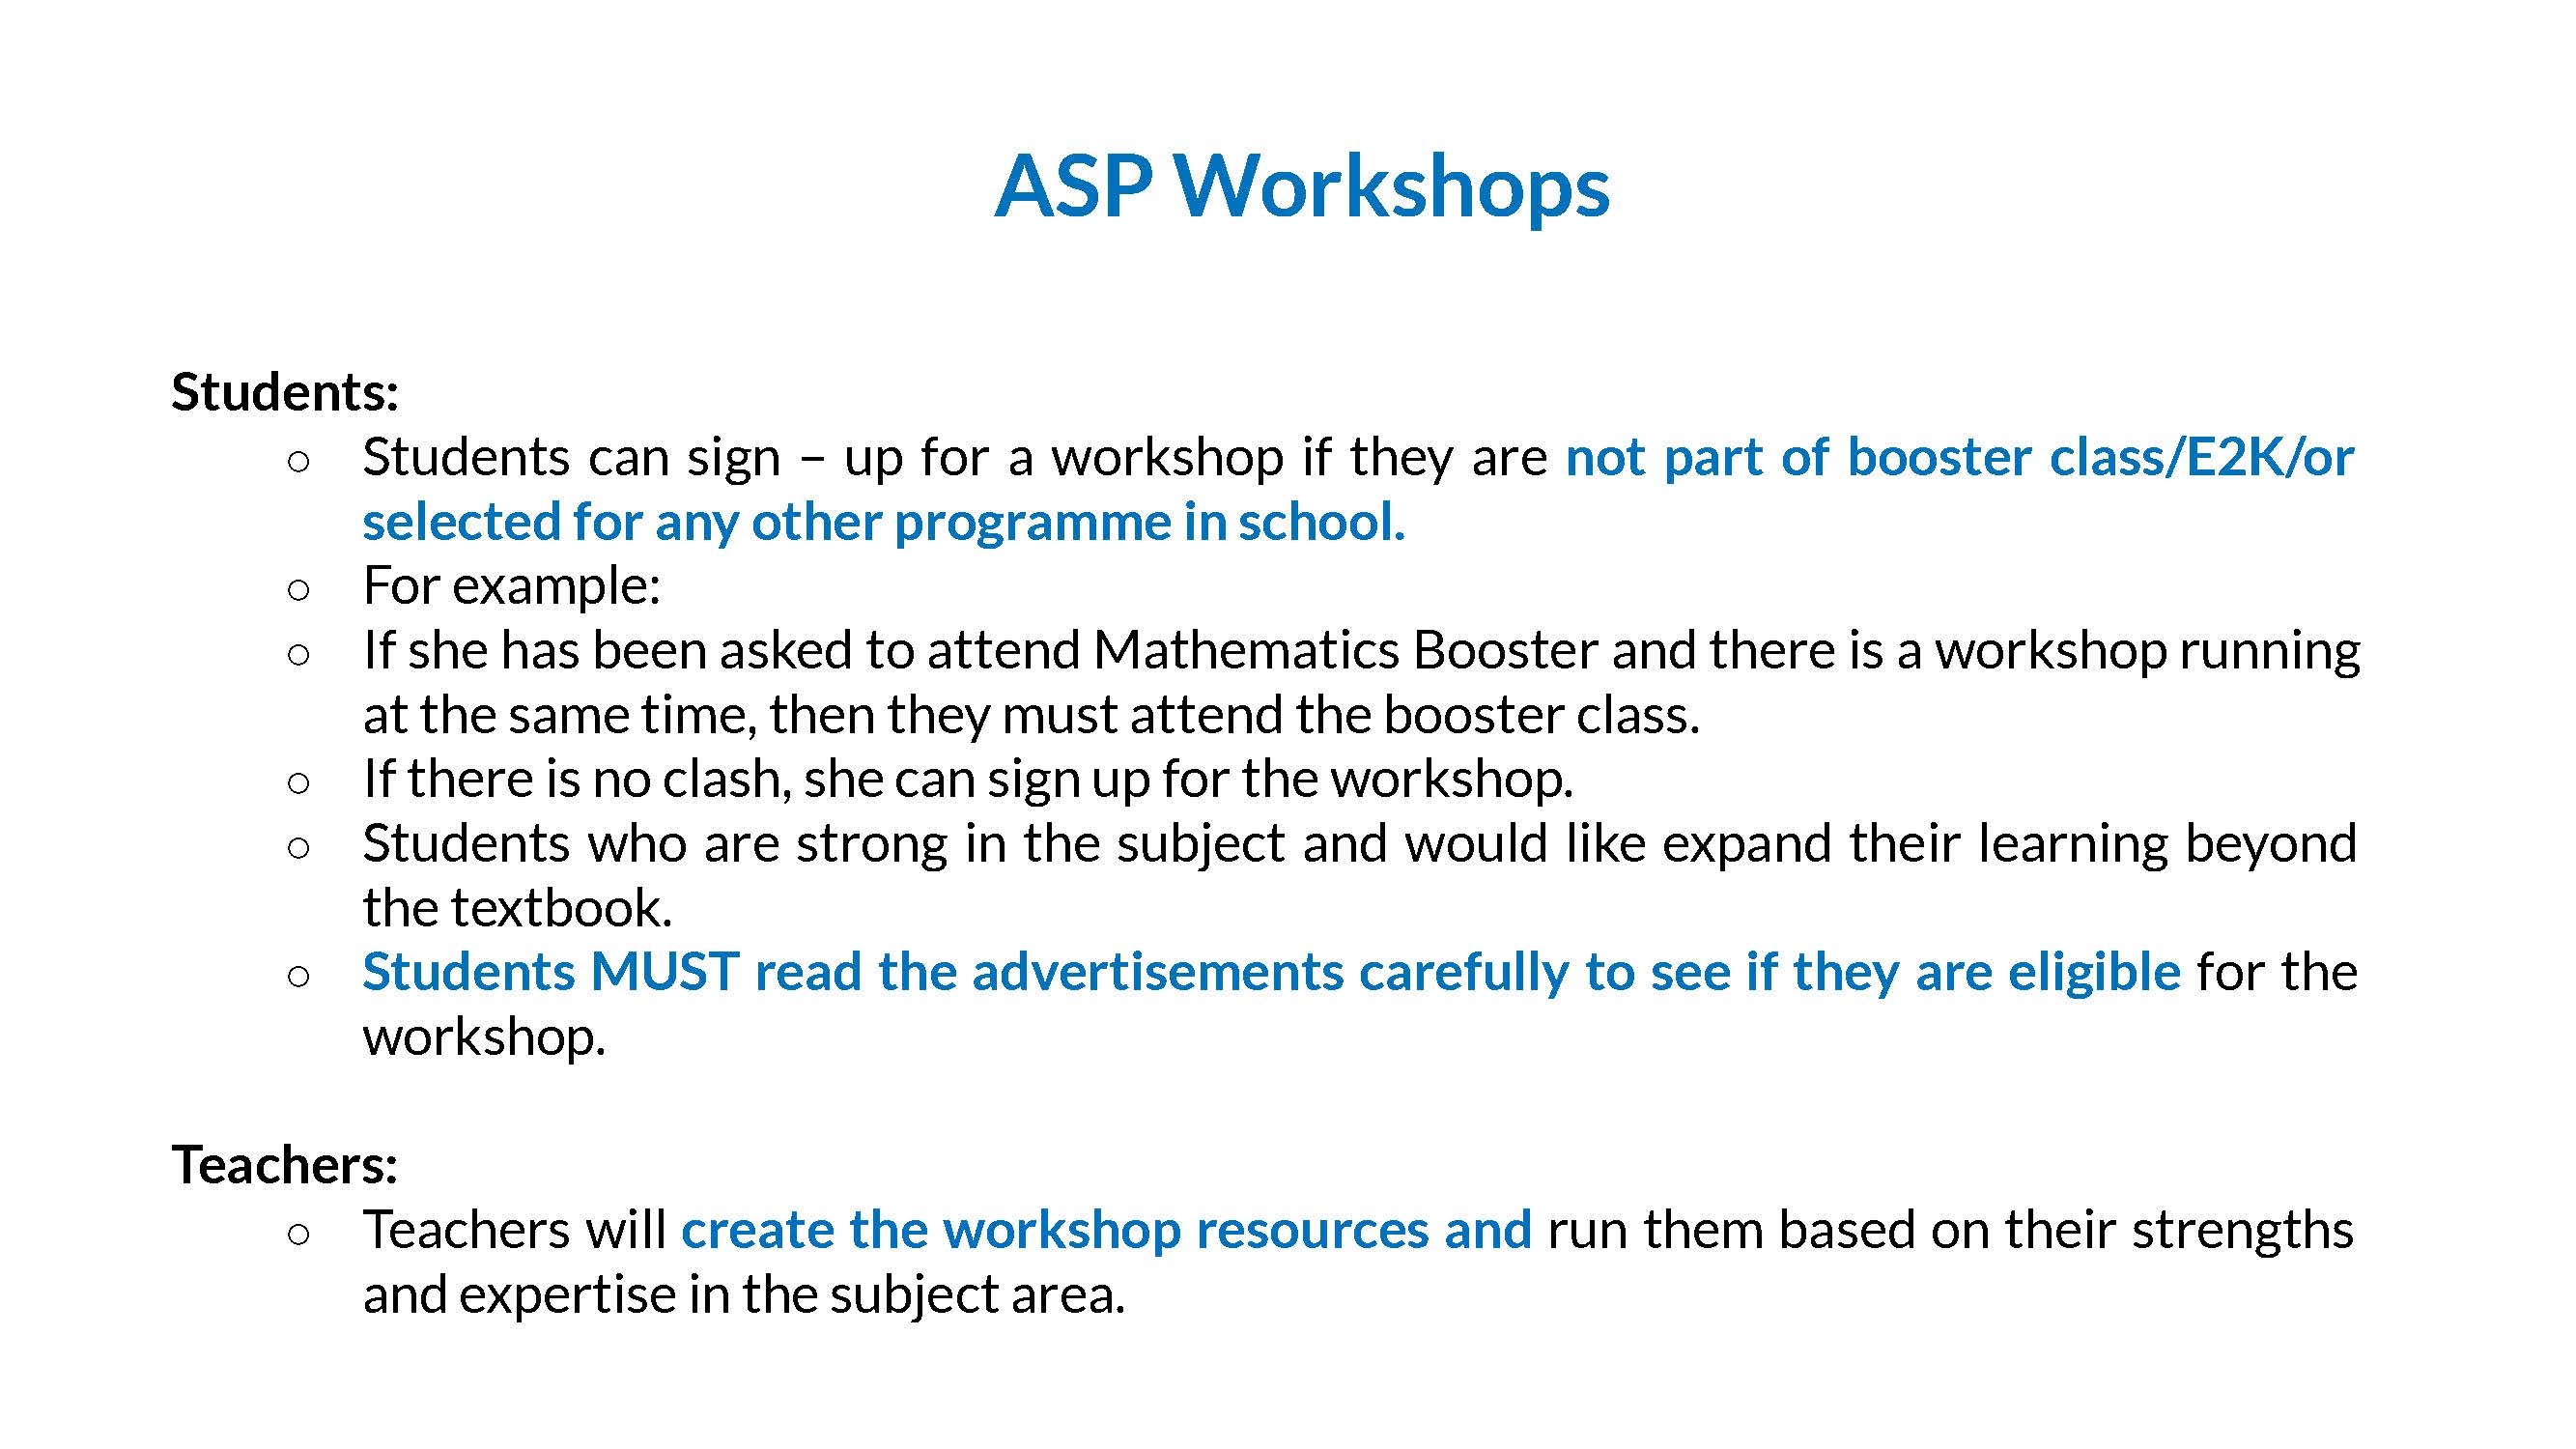 ASP Workshops
Students:
○ Students can sign – up for a workshop if they are not part of booster class/E2K/or
selected for any other programme in school.
○ For example:
○ If she has been asked to attend Mathematics Booster and there is a workshop running
at the same time, then they must attend the booster class.
○ If there is no clash, she can sign up for the workshop.
○ Students who are strong in the subject and would like expand their learning beyond
the textbook.
○ Students MUST read the advertisements carefully to see if they are eligible for the
workshop.
Teachers:
○ Teachers will create the workshop resources and run them based on their strengths
and expertise in the subject area.